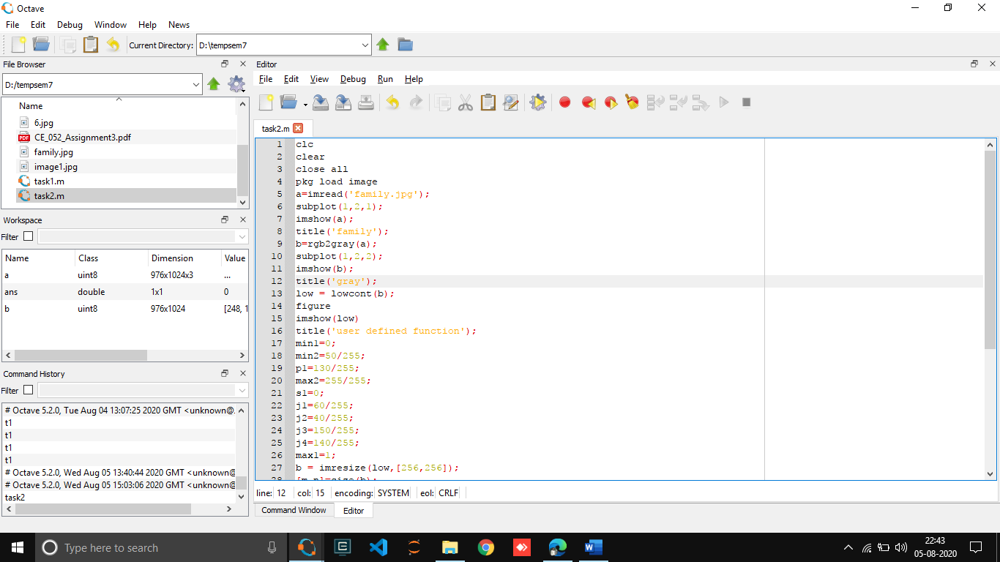 Octave
File Edit Debug Window Help News
Current Directory: D:\tempsem7
File Browser
D:/tempsem7
Name
6.jpg
PDF CE_052_Assignment3.pdf
family.jpg
image1.jpg
task1.m
task2.m
Workspace
Filter
Name Class Dimension Value
a uint8 976x1024x3 ...
ans double 1x1 0
b uint8 976x1024 [248, 1
Command History
Filter
# Octave 5.2.0, Tue Aug 04 13:07:25 2020 GMT <unknown@
t1
t1
t1
t1
# Octave 5.2.0, Wed Aug 05 13:40:44 2020 GMT <unknown@
# Octave 5.2.0, Wed Aug 05 15:03:06 2020 GMT <unknown@
task2
Editor
File Edit View Debug Run Help
task2.m
1 clc
2 clear
3 close all
4 pkg load image
5 a=imread('family.jpg');
6 subplot(1,2,1);
7 imshow(a);
8 title('family');
9 b=rgb2gray(a);
10 subplot(1,2,2);
11 imshow(b);
12 title('gray');
13 low = lowcont(b);
14 figure
15 imshow(low)
16 title('user defined function');
17 min1=0;
18 min2=50/255;
19 p1=130/255;
20 max2=255/255;
21 s1=0;
22 j1=60/255;
23 j2=40/255;
24 j3=150/255;
25 j4=140/255;
26 max1=1;
27 b = imresize(low,[256,256]);
28 [m,n]=size(b);
line: 12 col: 15 encoding: SYSTEM eol: CRLF
Command Window Editor
Type here to search
22:43
05-08-2020